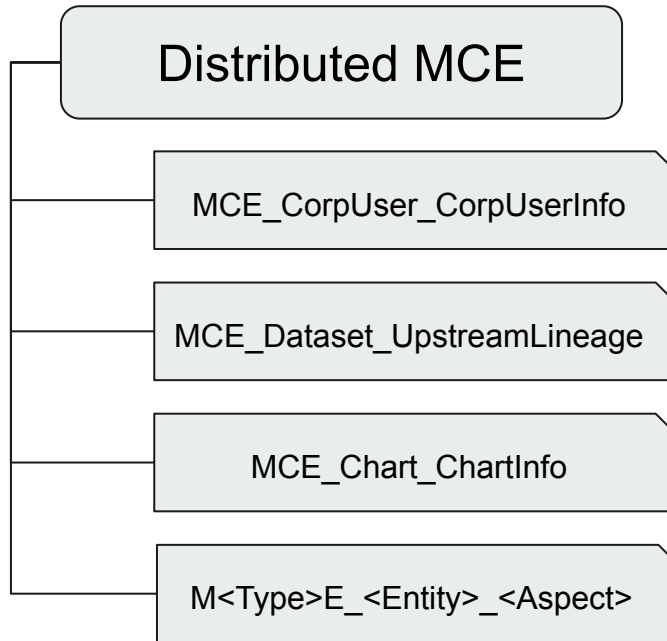 Distributed MCE
MCE_CorpUser_CorpUserInfo
MCE_Dataset_UpstreamLineage
MCE_Chart_ChartInfo
M<Type>E_<Entity>_<Aspect>